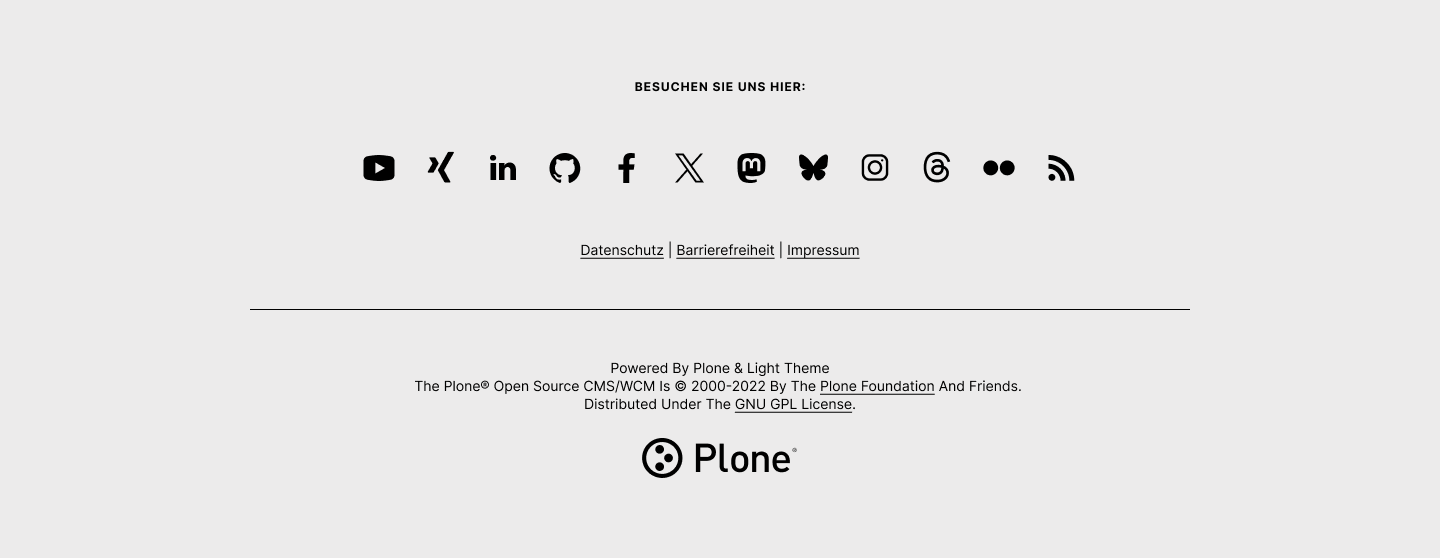 BESUCHEN SIE UNS HIER:
Datenschutz | Barrierefreiheit | Impressum
Powered By Plone & Light Theme
The Plone® Open Source CMS/WCM Is © 2000-2022 By The Plone Foundation And Friends.
Distributed Under The GNU GPL License.
Plone®